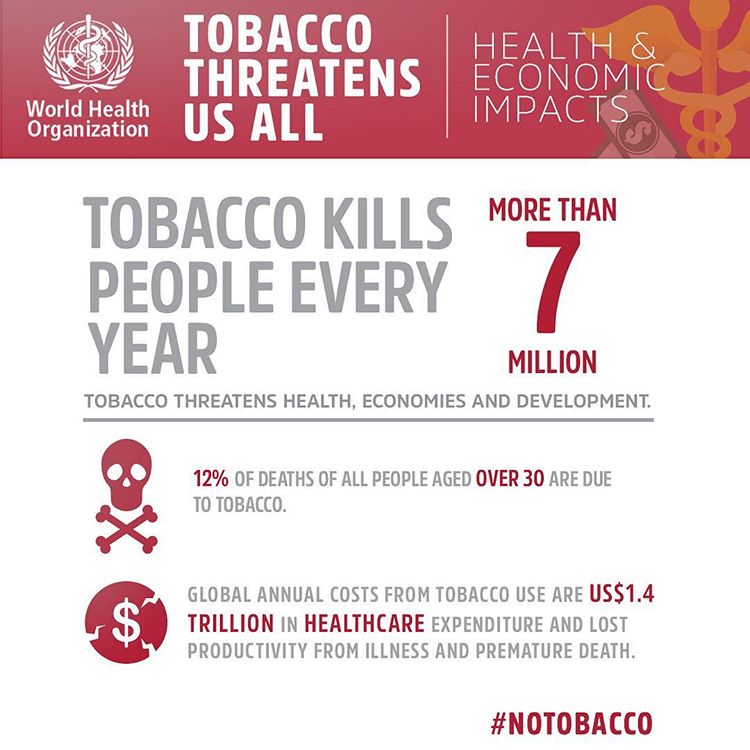 World Health
Organization
TOBACCO
THREATENS
US ALL
HEALTH &
ECONOMIC
IMPACTS
$
TOBACCO KILLS
PEOPLE EVERY
YEAR
MORE THAN
7
MILLION
TOBACCO THREATENS HEALTH, ECONOMIES AND DEVELOPMENT.
12% OF DEATHS OF ALL PEOPLE AGED OVER 30 ARE DUE
TO TOBACCO.
$
GLOBAL ANNUAL COSTS FROM TOBACCO USE ARE US$1.4
TRILLION IN HEALTHCARE EXPENDITURE AND LOST
PRODUCTIVITY FROM ILLNESS AND PREMATURE DEATH.
#NOTOBACCO